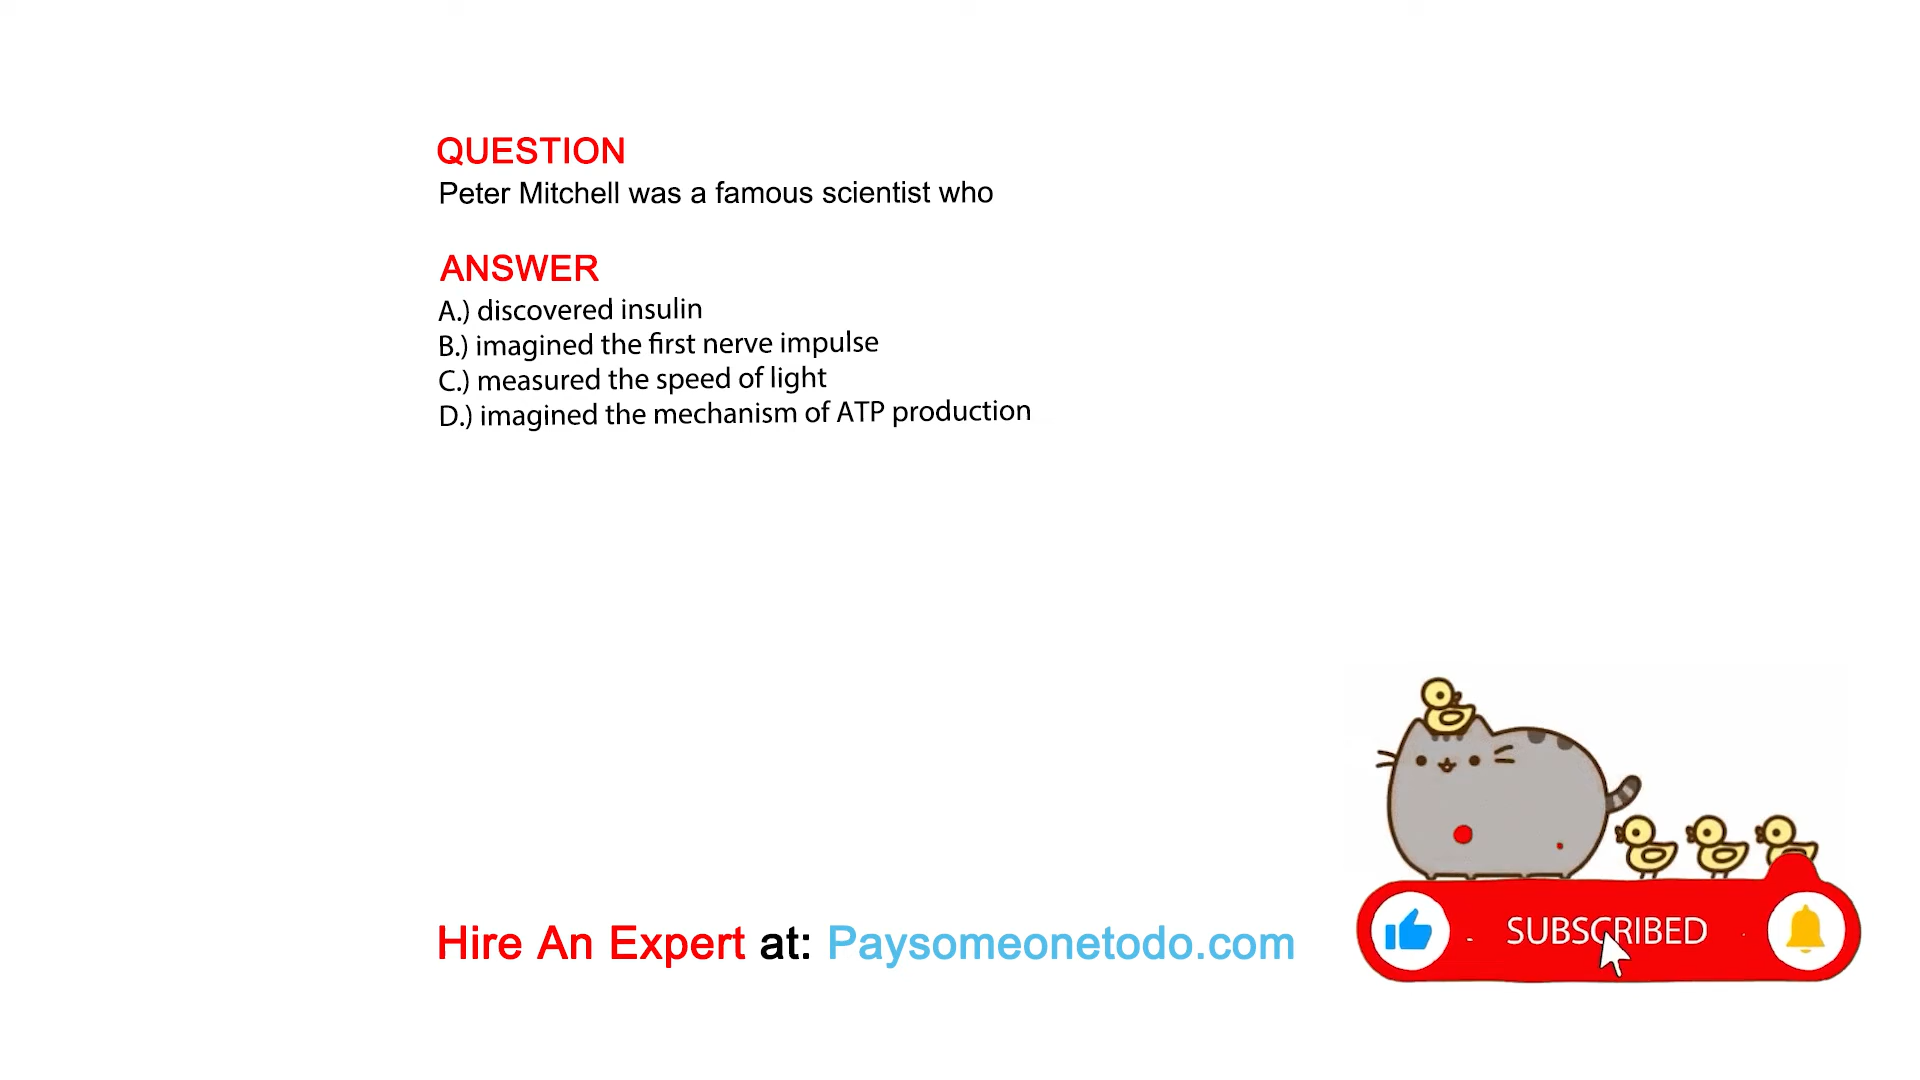 QUESTION
Peter Mitchell was a famous scientist who
ANSWER
A.) discovered insulin
B.) imagined the first nerve impulse
C.) measured the speed of light
D.) imagined the mechanism of ATP production
Hire An Expert at: Paysomeonetodo.com
SUBSCRIBED